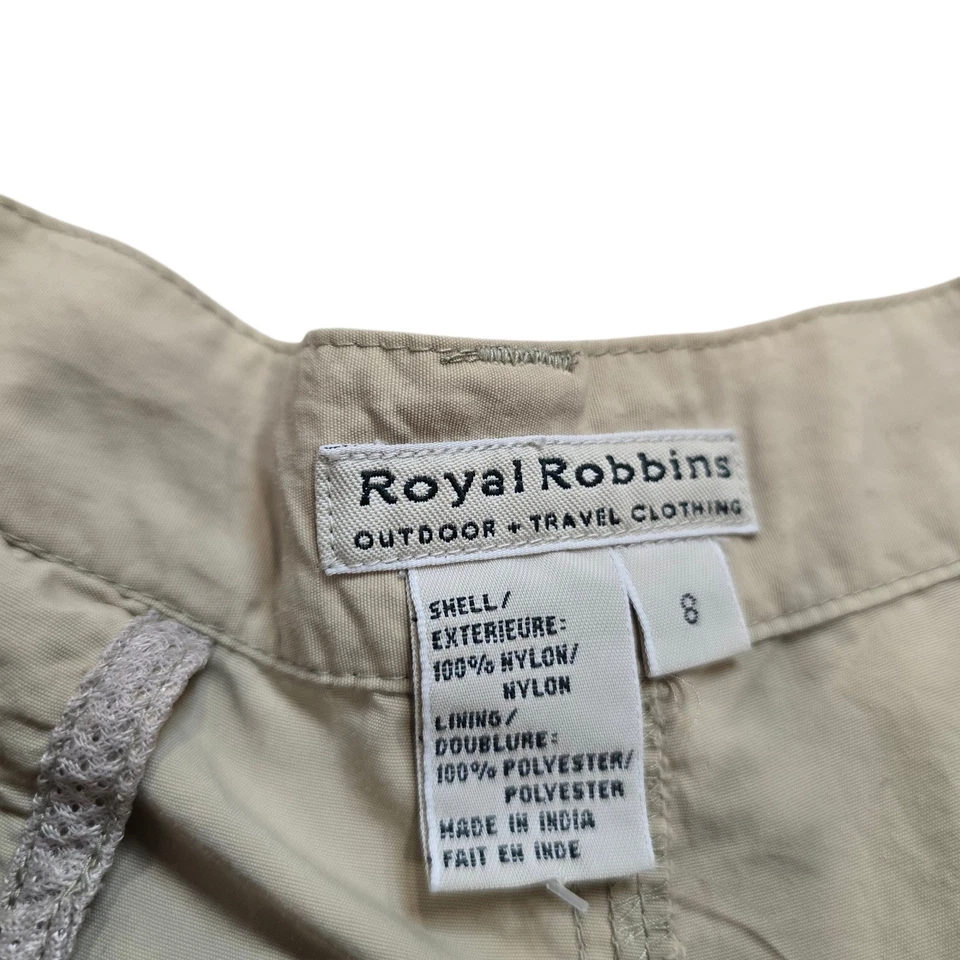 Royal Robbins
OUTDOOR + TRAVEL CLOTHING
8
SHELL/
EXTERIEURE:
100% NYLON/
NYLON
LINING/
DOUBLURE:
100% POLYESTER/
POLYESTER
MADE IN INDIA
FAIT EN INDE